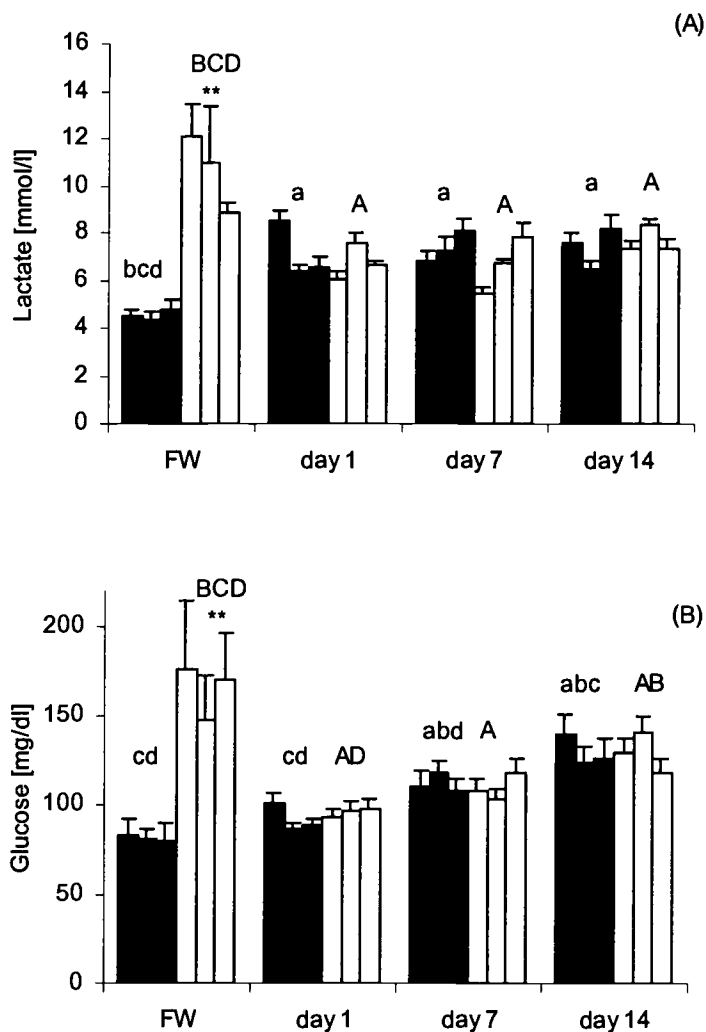 (A)
Lactate [mmol/l]
16
14
12
10
8
6
4
2
0
BCD
**
bcd
a
A
a
A
a
A
FW
day 1
day 7
day 14
(B)
Glucose [mg/dl]
200
150
100
50
0
BCD
**
cd
cd
AD
abd
A
abc
AB
FW
day 1
day 7
day 14